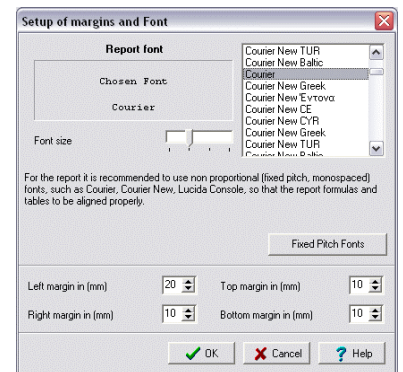 Setup of margins and Font
Report font
Chosen Font
Courier
Font size
Courier New TUR
Courier New Baltic
Courier
Courier New Greek
Courier New Έντονα
Courier New CE
Courier New CYR
Courier New Greek
Courier New TUR
Courier New Baltic
For the report it is recommended to use non proportional (fixed pitch, monospaced)
fonts, such as Courier, Courier New, Lucida Console, so that the report formulas and
tables to be aligned properly.
Fixed Pitch Fonts
Left margin in (mm) 20 Top margin in (mm) 10
Right margin in (mm) 10 Bottom margin in (mm) 10
OK Cancel Help